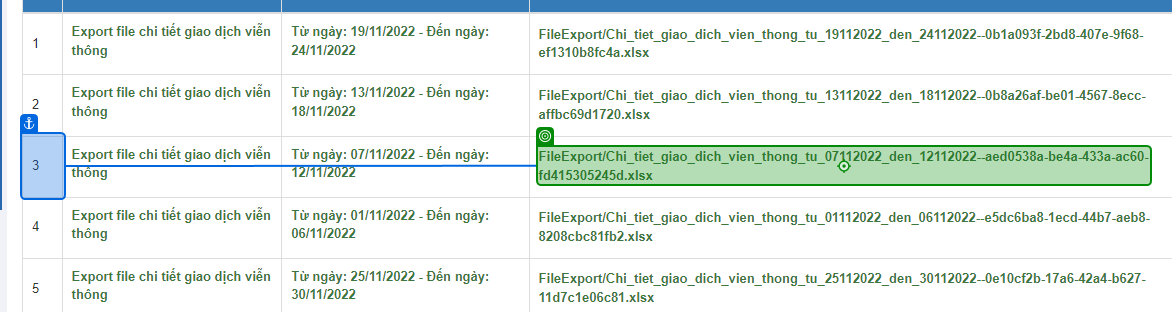 1
Export file chi tiết giao dịch viễn
thông
Từ ngày: 19/11/2022 - Đến ngày:
24/11/2022
FileExport/Chi_tiet_giao_dich_vien_thong_tu_19112022_den_24112022--0b1a093f-2bd8-407e-9f68-
ef1310b8fc4a.xlsx
2
Export file chi tiết giao dịch viễn
thông
Từ ngày: 13/11/2022 - Đến ngày:
18/11/2022
FileExport/Chi_tiet_giao_dich_vien_thong_tu_13112022_den_18112022--0b8a26af-be01-4567-8ecc-
affbc69d1720.xlsx
3
Export file chi tiết giao dịch viễn
thông
Từ ngày: 07/11/2022 - Đến ngày:
12/11/2022
FileExport/Chi_tiet_giao_dich_vien_thong_tu_07112022_den_12112022--aed0538a-be4a-433a-ac60-
fd415305245d.xlsx
4
Export file chi tiết giao dịch viễn
thông
Từ ngày: 01/11/2022 - Đến ngày:
06/11/2022
FileExport/Chi_tiet_giao_dich_vien_thong_tu_01112022_den_06112022--e5dc6ba8-1ecd-44b7-aeb8-
8208cbc81fb2.xlsx
5
Export file chi tiết giao dịch viễn
thông
Từ ngày: 25/11/2022 - Đến ngày:
30/11/2022
FileExport/Chi_tiet_giao_dich_vien_thong_tu_25112022_den_30112022--0e10cf2b-17a6-42a4-b627-
11d7c1e06c81.xlsx